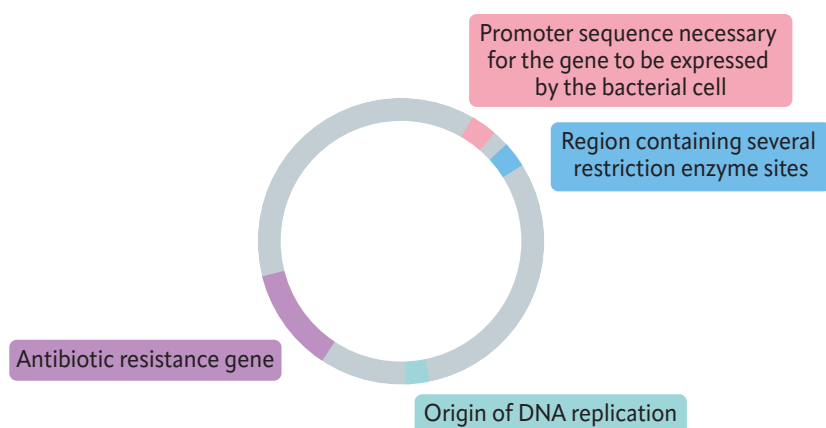 Promoter sequence necessary
for the gene to be expressed
by the bacterial cell
Region containing several
restriction enzyme sites
Antibiotic resistance gene
Origin of DNA replication